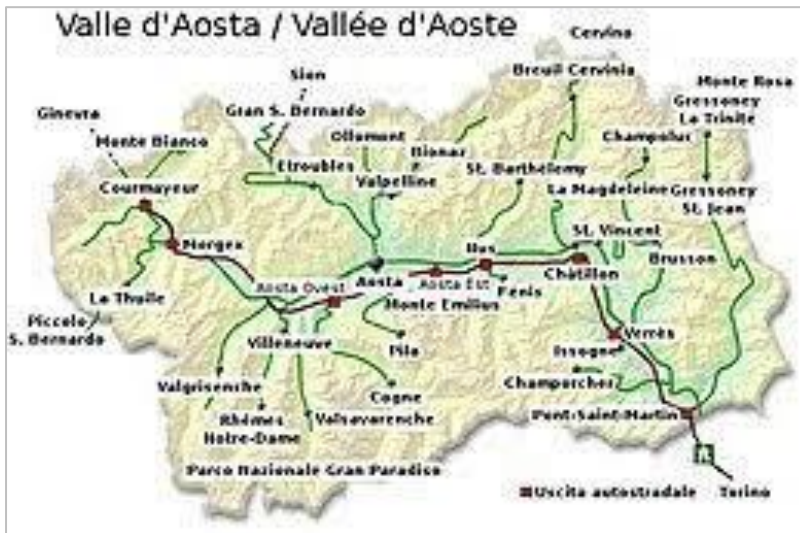 Valle d'Aosta / Vallée d'Aoste
Cervino
Sion
Breuil Cervinia
Monte Rosa
Ginevra
Gran S. Bernardo
Gressoney
La Trinité
Monte Bianco
Ollomont
Champoluc
Bionaz
Etroubles
St. Barthélemy
Courmayeur
Valpelline
La Magdeleine
Gressoney
St. Jean
Morgex
Nus
St. Vincent
Brusson
Aosta Ovest
Aosta
Aosta Est
Fenis
Châtillon
La Thuile
Monte Emilius
Piccolo
S. Bernardo
Villeneuve
Pila
Verrès
Issogne
Valgrisenche
Cogne
Champorcher
Rhêmes
Notre-Dame
Valsavarenche
Pont-Saint-Martin
Parco Nazionale Gran Paradiso
Uscita autostradale
Torino